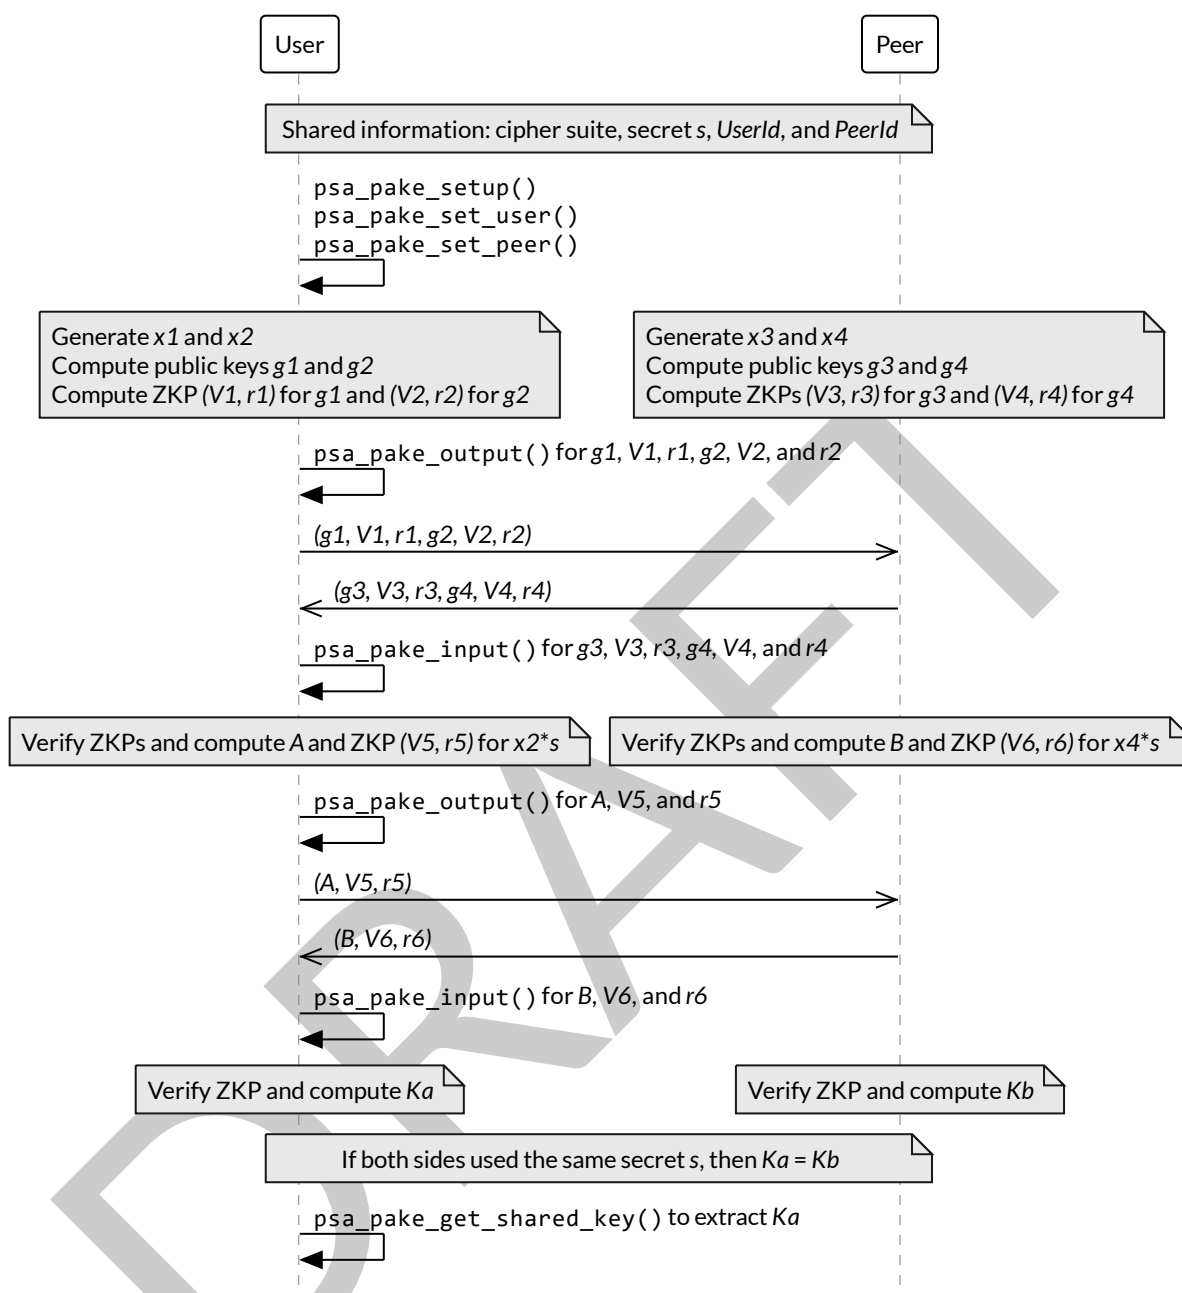 User
Peer
Shared information: cipher suite, secret s, UserId, and PeerId
psa_pake_setup()
psa_pake_set_user()
psa_pake_set_peer()
Generate x1 and x2
Compute public keys g1 and g2
Compute ZKP (V1, r1) for g1 and (V2, r2) for g2
Generate x3 and x4
Compute public keys g3 and g4
Compute ZKPs (V3, r3) for g3 and (V4, r4) for g4
psa_pake_output() for g1, V1, r1, g2, V2, and r2
(g1, V1, r1, g2, V2, r2)
(g3, V3, r3, g4, V4, r4)
psa_pake_input() for g3, V3, r3, g4, V4, and r4
Verify ZKPs and compute A and ZKP (V5, r5) for x2*s
Verify ZKPs and compute B and ZKP (V6, r6) for x4*s
psa_pake_output() for A, V5, and r5
(A, V5, r5)
(B, V6, r6)
psa_pake_input() for B, V6, and r6
Verify ZKP and compute Ka
Verify ZKP and compute Kb
If both sides used the same secret s, then Ka = Kb
psa_pake_get_shared_key() to extract Ka
DRAFT